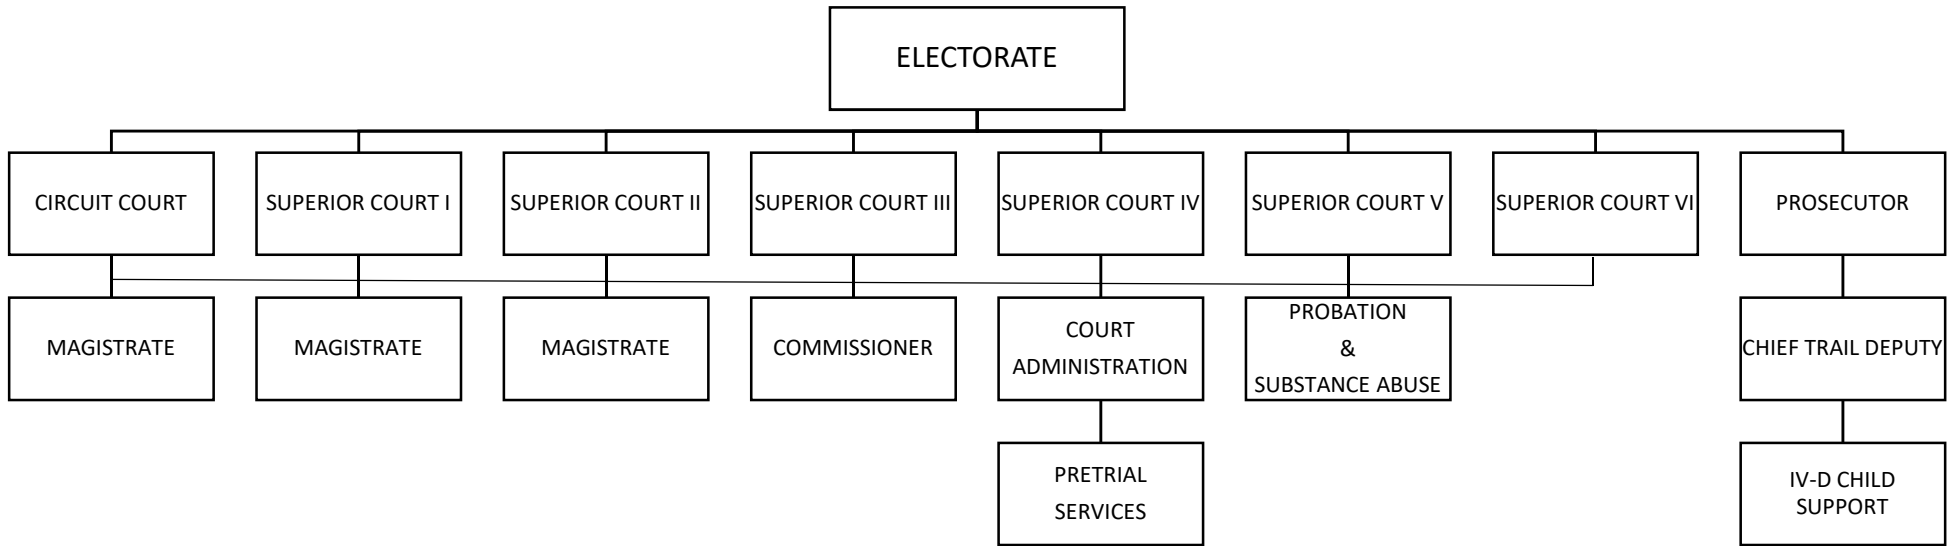 ELECTORATE
CIRCUIT COURT
SUPERIOR COURT I
SUPERIOR COURT II
SUPERIOR COURT III
SUPERIOR COURT IV
SUPERIOR COURT V
SUPERIOR COURT VI
PROSECUTOR
MAGISTRATE
MAGISTRATE
MAGISTRATE
COMMISSIONER
COURT
ADMINISTRATION
PROBATION
&
SUBSTANCE ABUSE
CHIEF TRAIL DEPUTY
PRETRIAL
SERVICES
IV-D CHILD
SUPPORT